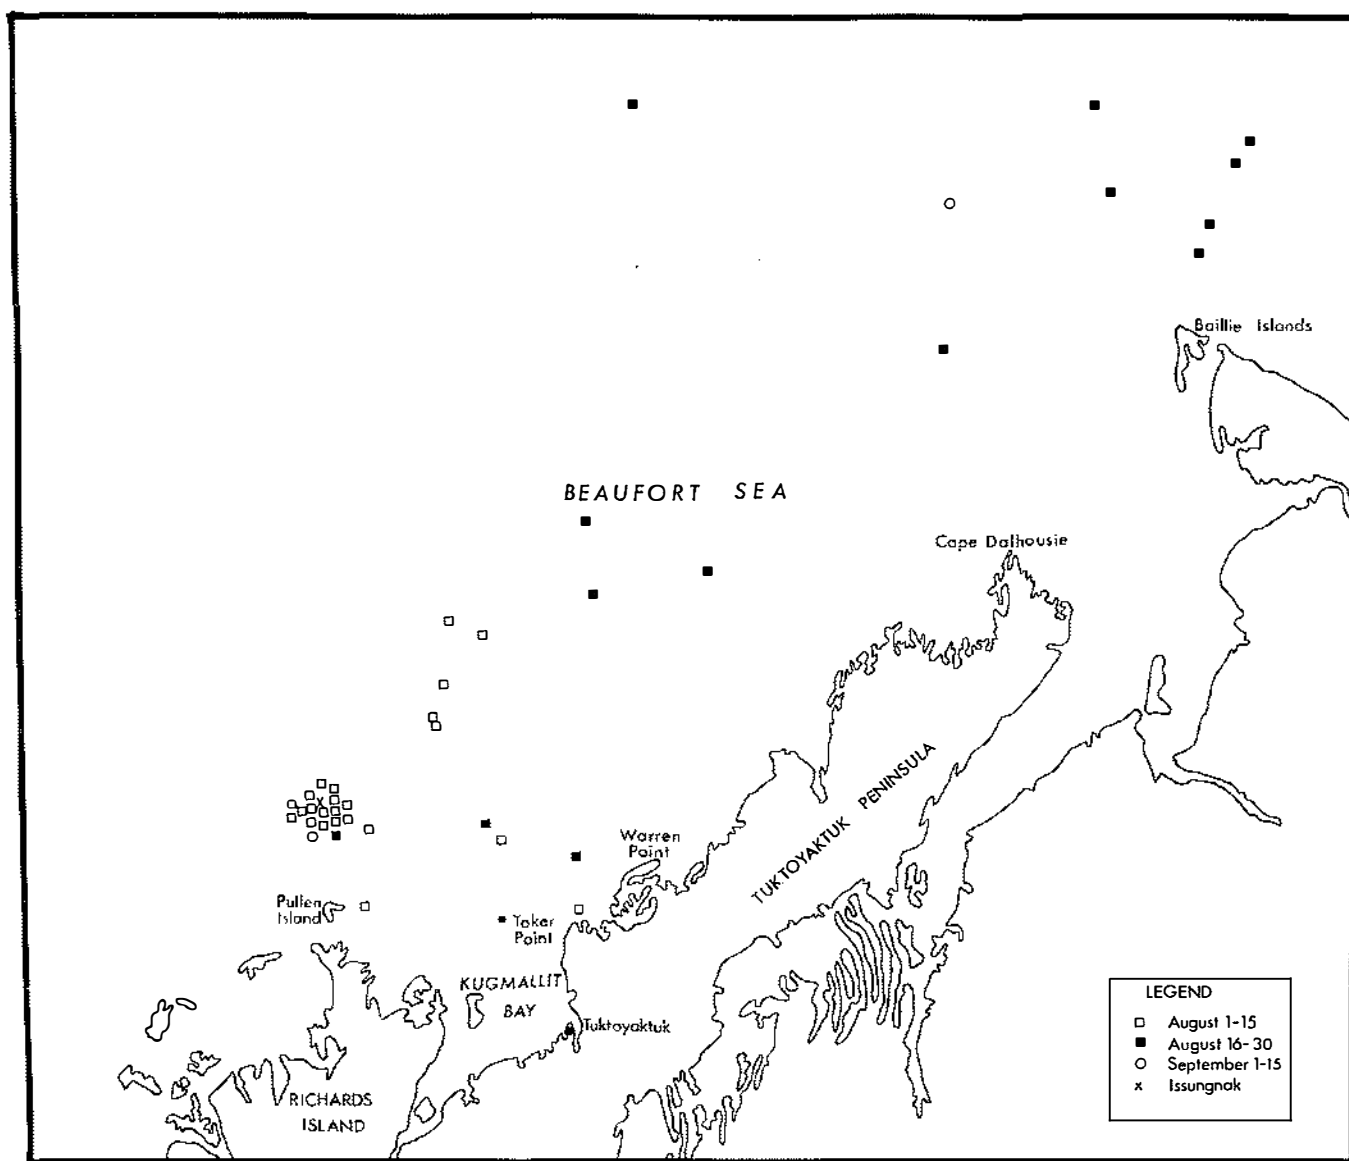 Baillie Islands
BEAUFORT SEA
Cape Dalhousie
TUKTOYAKTUK PENINSULA
Warren
Point
Pullen
Island
Toker
Point
KUGMALLIT
BAY
Tuktoyaktuk
RICHARDS
ISLAND
LEGEND
August 1-15
August 16-30
September 1-15
x Issungnak